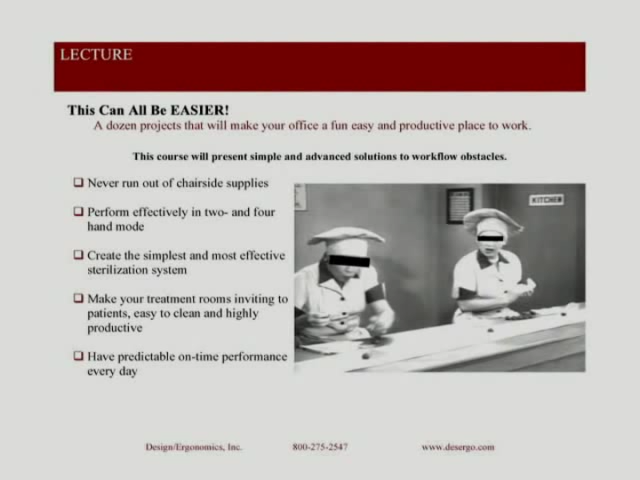 LECTURE
This Can All Be EASIER!
A dozen projects that will make your office a fun easy and productive place to work.
This course will present simple and advanced solutions to workflow obstacles.
Never run out of chairside supplies
Perform effectively in two- and four
hand mode
Create the simplest and most effective
sterilization system
Make your treatment rooms inviting to
patients, easy to clean and highly
productive
Have predictable on-time performance
every day
KITCHEN
Design/Ergonomics, Inc. 800-275-2547 www.desergo.com